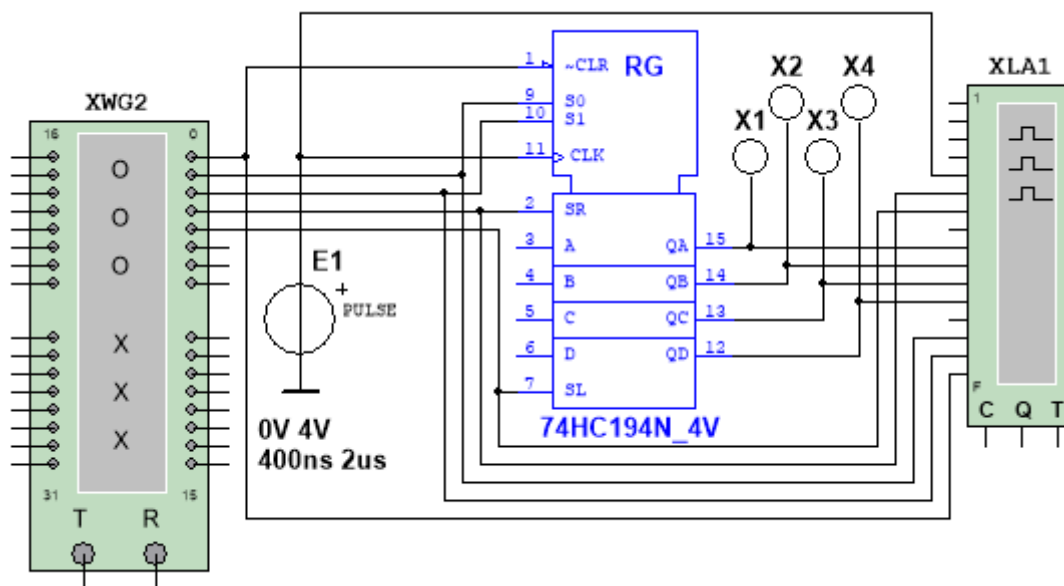 XWG2
16 0
O
O
O
X
X
X
31 15
T R
E1
+
PULSE
0V 4V
400ns 2us
1 ~CLR RG
9 S0
10 S1
11 CLK
2 SR
3 A QA 15
4 B QB 14
5 C QC 13
6 D QD 12
7 SL
74HC194N_4V
X2 X4
X1 X3
XLA1
1
F
C Q T